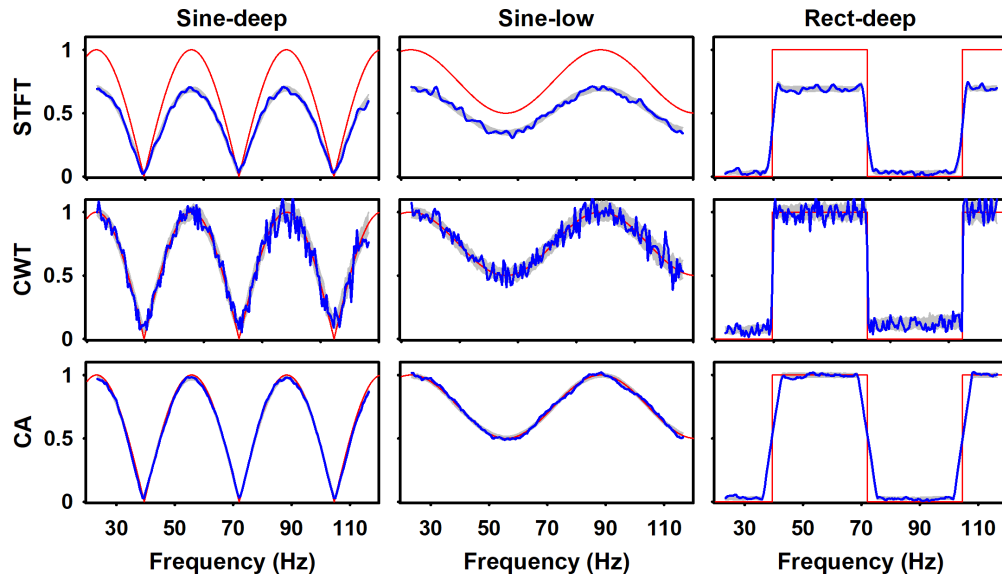 Sine-deep Sine-low Rect-deep
STFT
1
0.5
0
CWT
1
0.5
0
CA
1
0.5
0
30 50 70 90 110 30 50 70 90 110 30 50 70 90 110
Frequency (Hz) Frequency (Hz) Frequency (Hz)